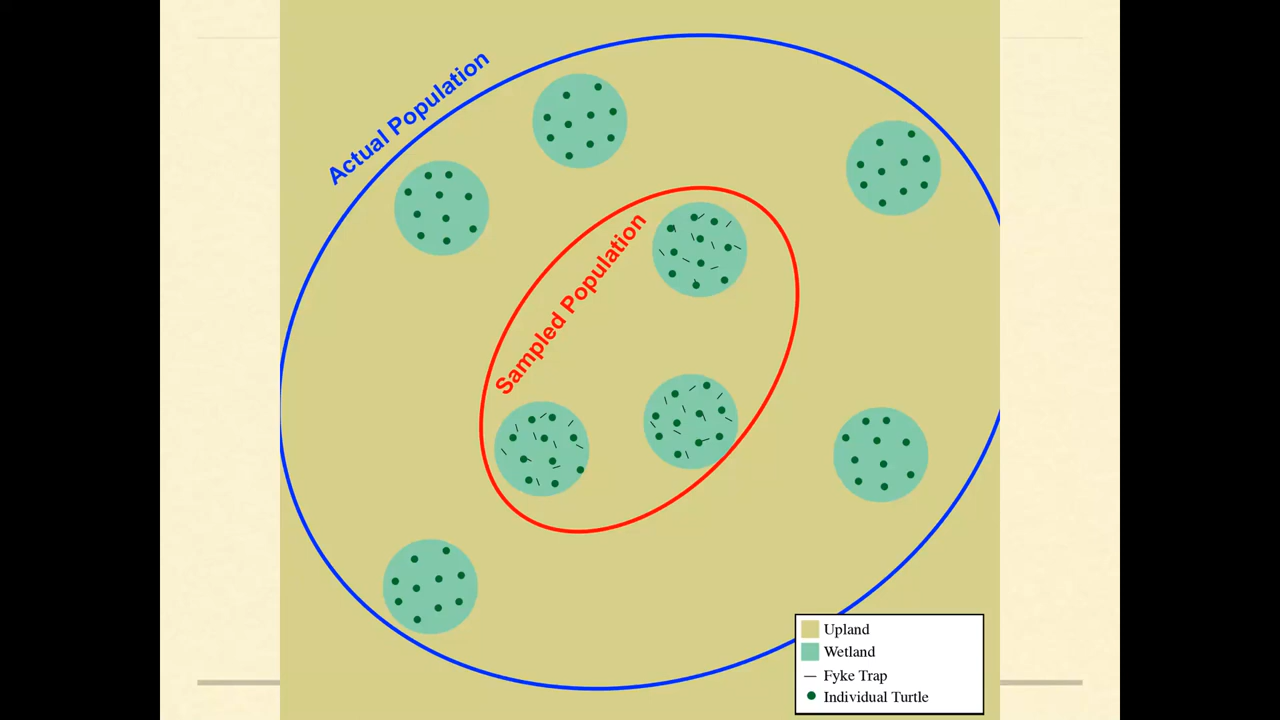 Actual Population
Sampled Population
Upland
Wetland
Fyke Trap
Individual Turtle